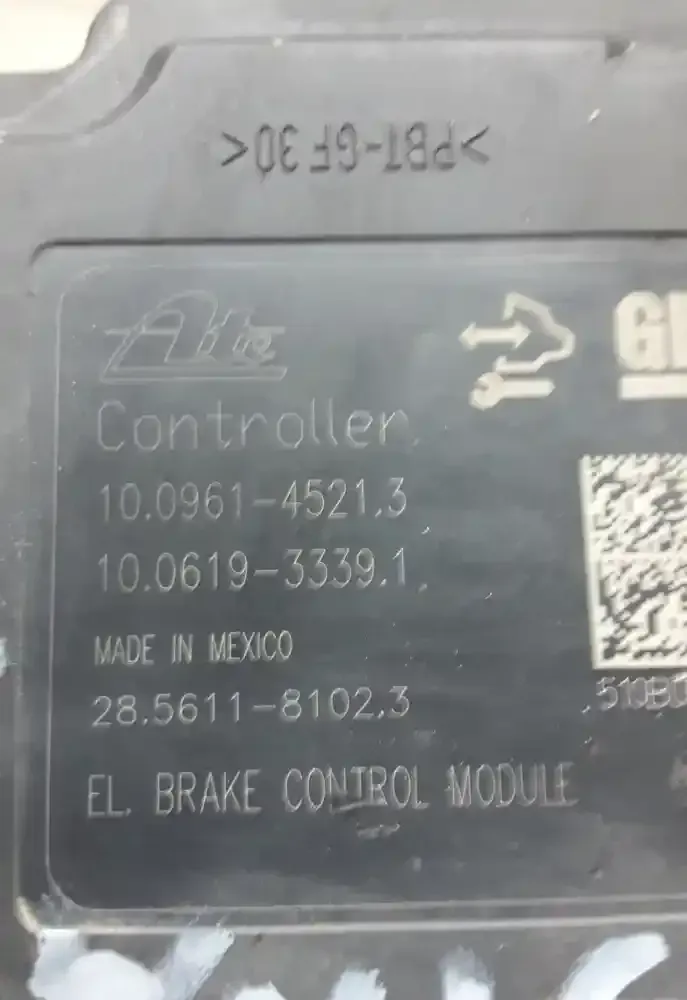 >PBT-GF30<
Ate
Controller
10.0961-4521.3
10.0619-3339.1
MADE IN MEXICO
28.5611-8102.3
EL. BRAKE CONTROL MODULE